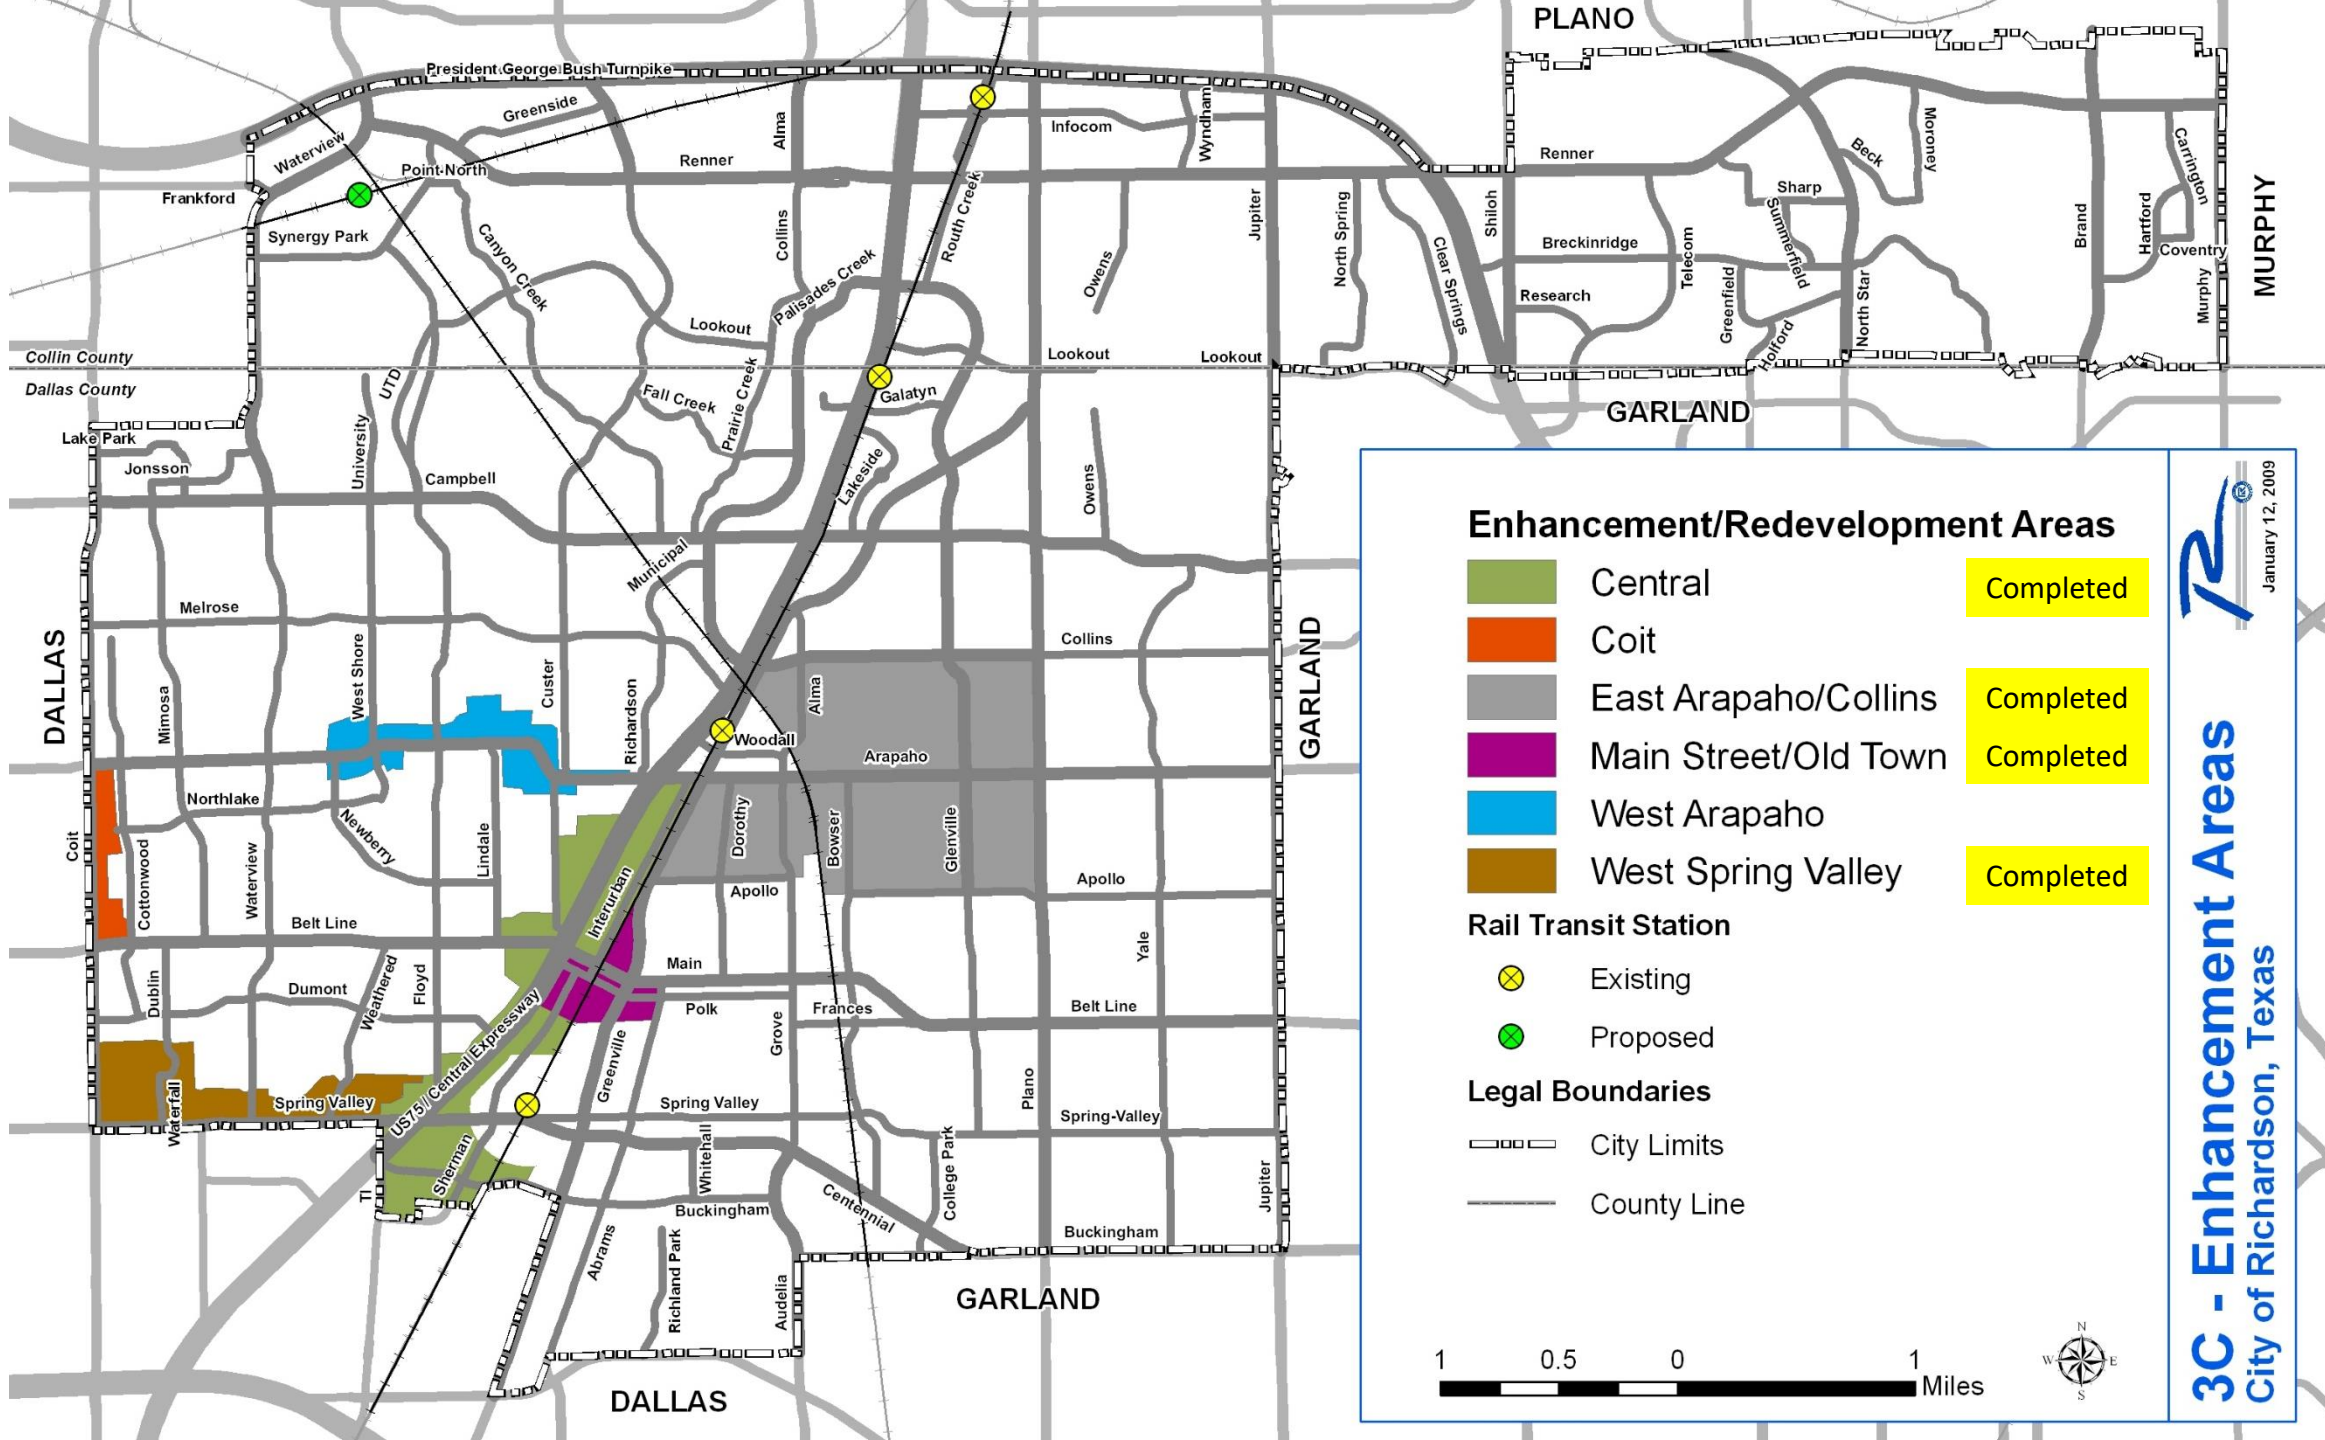 PLANO
President George Bush Turnpike
Greenside
Alma
Infocom
Wyndham
Waterview
Point North
Renner
Renner
Beck
Moroney
Carrington
Frankford
Synergy Park
Canyon Creek
Collins
Routh Creek
Jupiter
North Spring
Shiloh
Sharp
Summerfield
Brand
Hartford
Coventry
MURPHY
Palisades Creek
Owens
Clear Springs
Breckinridge
Telecom
Greenfield
North Star
Murphy
Research
Holford
Lookout
Lookout
Lookout
Collin County
Dallas County
UTD
Fall Creek
Prairie Creek
Galatyn
GARLAND
Lake Park
Jonsson
University
Campbell
Lakeside
Owens
Municipal
Melrose
Collins
DALLAS
GARLAND
Mimosa
West Shore
Custer
Richardson
Alma
Woodall
Arapaho
Northlake
Newberry
Coit
Cottonwood
Waterview
Lindale
Dorothy
Bowser
Glenville
Interurban
Apollo
Apollo
Belt Line
Yale
Main
Dublin
Dumont
Weathered
Floyd
Polk
Frances
Belt Line
US75 / Central Expressway
Grove
Greenville
Plano
Waterfall
Spring Valley
Spring Valley
Spring-Valley
Sherman
TI
Whitehall
College Park
Jupiter
Buckingham
Centennial
Buckingham
Abrams
Richland Park
Audelia
GARLAND
DALLAS
Enhancement/Redevelopment Areas
Central Completed
Coit
East Arapaho/Collins Completed
Main Street/Old Town Completed
West Arapaho
West Spring Valley Completed
Rail Transit Station
Existing
Proposed
Legal Boundaries
City Limits
County Line
1 0.5 0 1
Miles
N
W E
S
January 12, 2009
3C - Enhancement Areas
City of Richardson, Texas